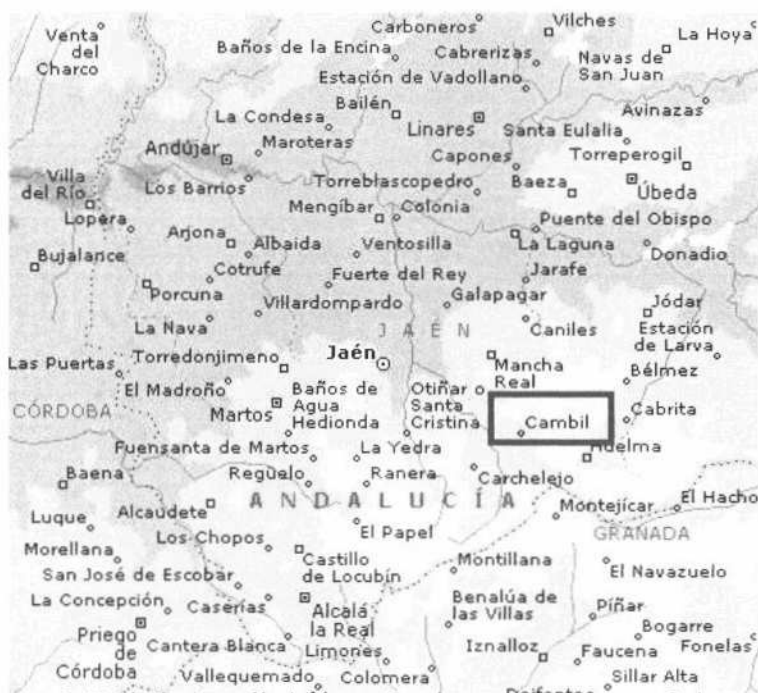 Carboneros
Vilches
Venta
del
Charco
Baños de la Encina
Cabrerizas
La Hoya
Navas de
San Juan
Estación de Vadollano
Bailén
La Condesa
Linares
Avinazas
Santa Eulalia
Andújar
Maroteras
Capones
Torreperogil
Villa
del Río
Los Barrios
Torreblascopedro
Baeza
Úbeda
Lopera
Mengíbar
Colonia
Puente del Obispo
Arjona
Albaida
Ventosilla
La Laguna
Donadio
Bujalance
Cotrufe
Fuerte del Rey
Jarafe
Porcuna
Villardompardo
Galapagar
Jódar
La Nava
JAÉN
Caniles
Estación
de Larva
Las Puertas
Torredonjimeno
Jaén
Mancha
Real
El Madroño
Baños de
Agua
Hedionda
Otiñar
Santa
Cristina
Bélmez
CÓRDOBA
Martos
Cambil
Cabrita
Fuensanta de Martos
La Yedra
Huelma
Baena
Reguelo
Ranera
Carchelejo
ANDALUCÍA
Alcaudete
Montejícar
El Hacho
Luque
El Papel
GRANADA
Los Chopos
Morellana
Castillo
de Locubín
Montillana
El Navazuelo
San José de Escobar
La Concepción
Caserías
Alcalá
la Real
Benalúa de
las Villas
Píñar
Priego
de
Córdoba
Cantera Blanca
Limones
Iznalloz
Bogarre
Faucena
Fonelas
Vallequemado
Colomera
Sillar Alta